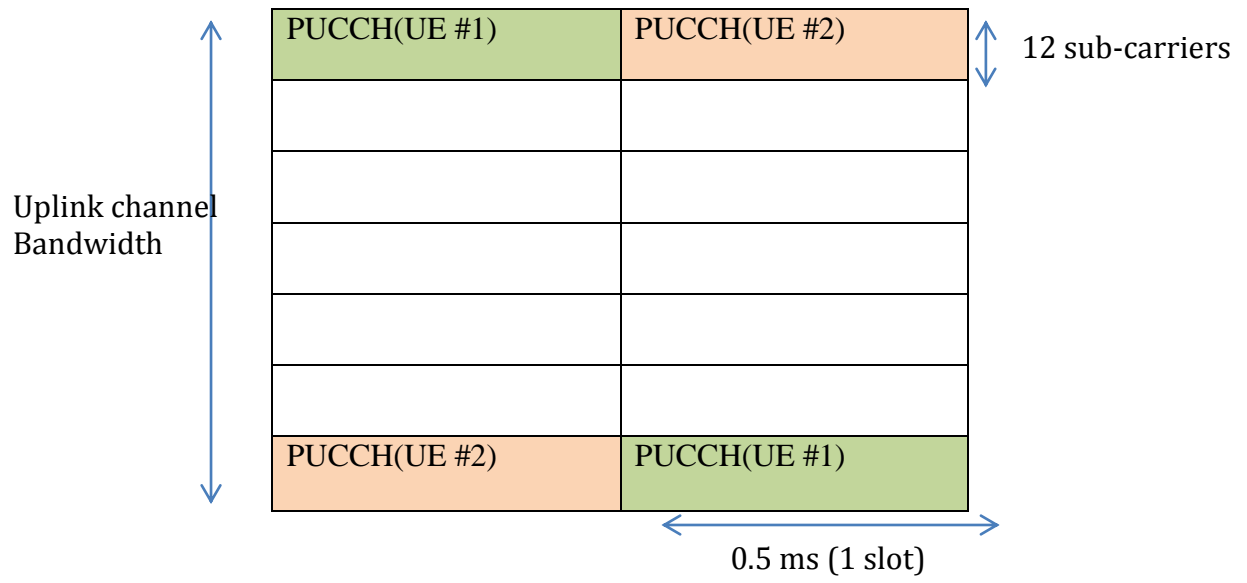 PUCCH(UE #1)
PUCCH(UE #2)
12 sub-carriers
Uplink channel
Bandwidth
PUCCH(UE #2)
PUCCH(UE #1)
0.5 ms (1 slot)